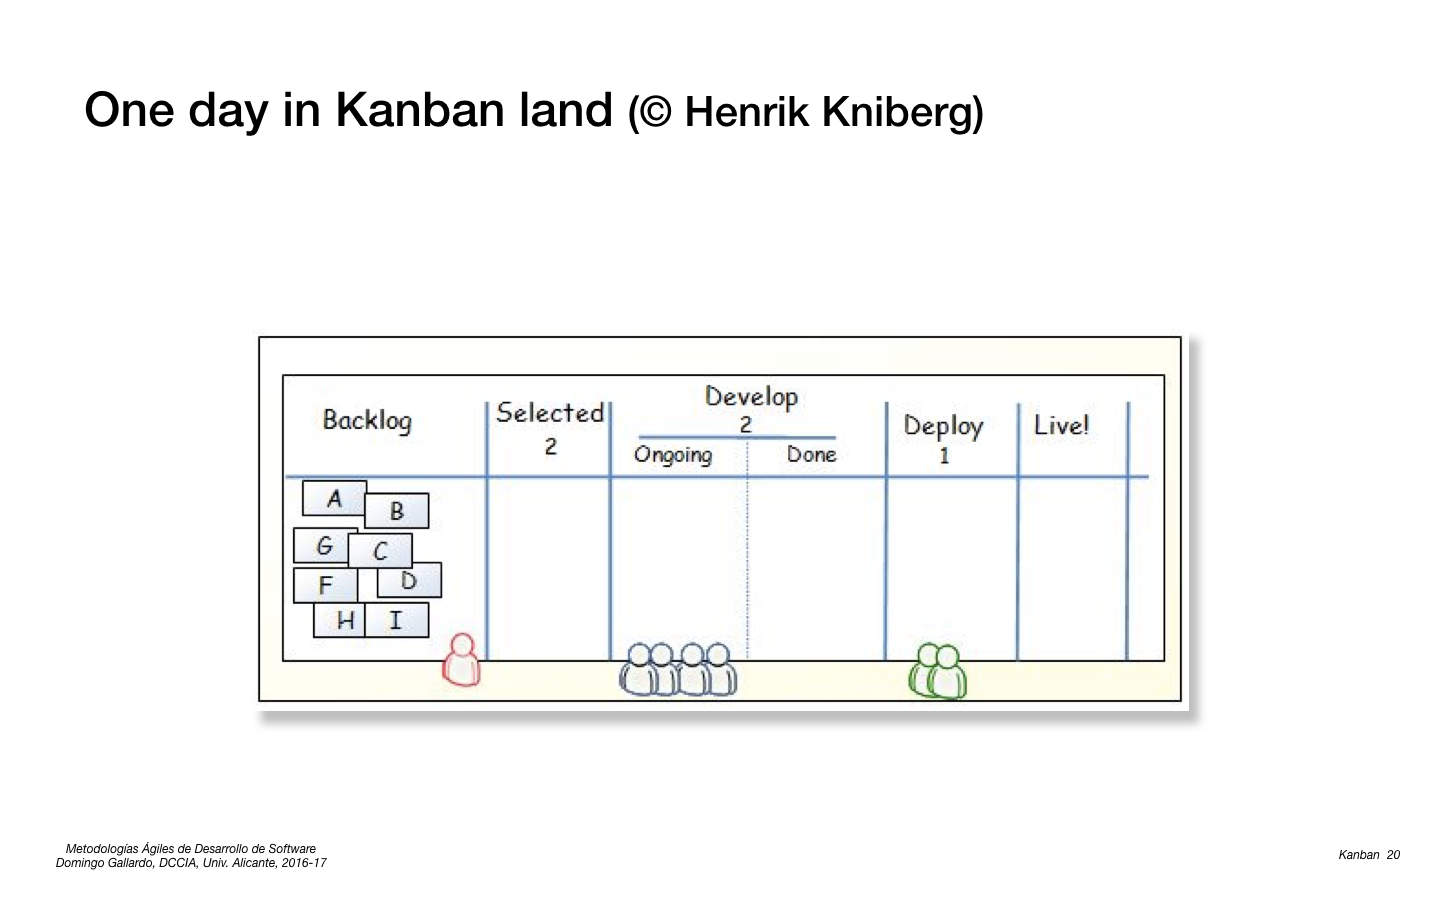 One day in Kanban land (© Henrik Kniberg)
Backlog
Selected
2
Develop
2
Ongoing Done
Deploy
1
Live!
A
B
G
C
F
D
H
I
Metodologías Ágiles de Desarrollo de Software
Domingo Gallardo, DCCIA, Univ. Alicante, 2016-17
Kanban 20